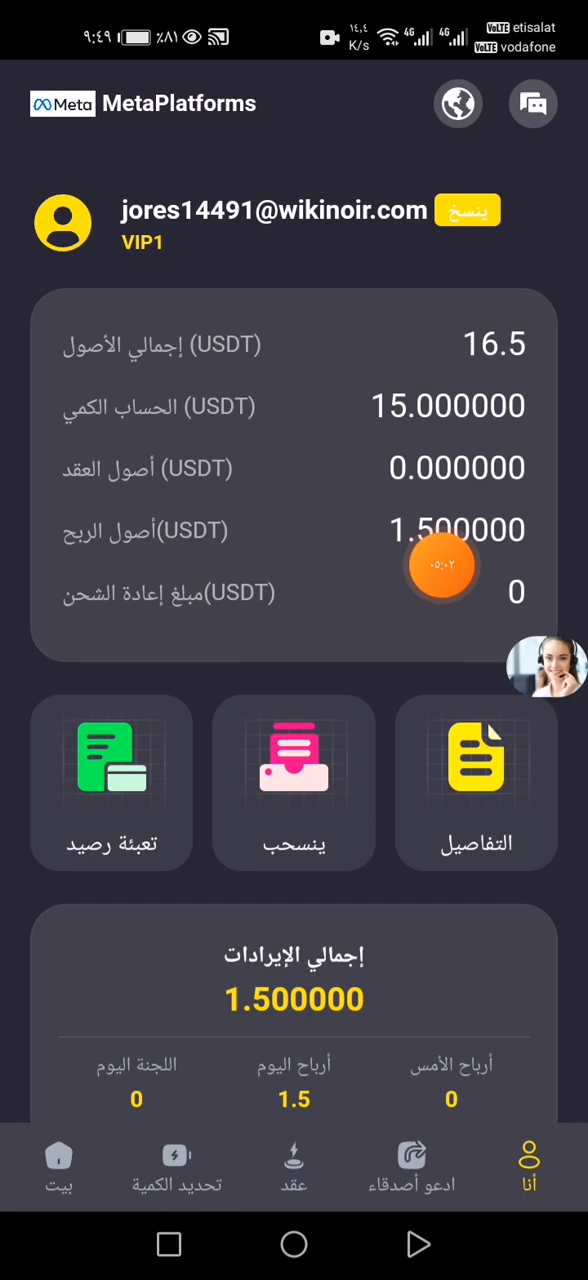 ٩:٤٩ ٪٨١ ١٤,٤ K/s 4G 4G VoLTE etisalat
VoLTE vodafone
Meta MetaPlatforms
jores14491@wikinoir.com ينسخ
VIP1
إجمالي الأصول (USDT) 16.5
الحساب الكمي (USDT) 15.000000
أصول العقد (USDT) 0.000000
أصول الربح(USDT) 1.500000
٠٥:٠٢
مبلغ إعادة الشحن(USDT) 0
تعبئة رصيد ينسحب التفاصيل
إجمالي الإيرادات
1.500000
اللجنة اليوم أرباح اليوم أرباح الأمس
0 1.5 0
بيت تحديد الكمية عقد ادعو أصدقاء أنا